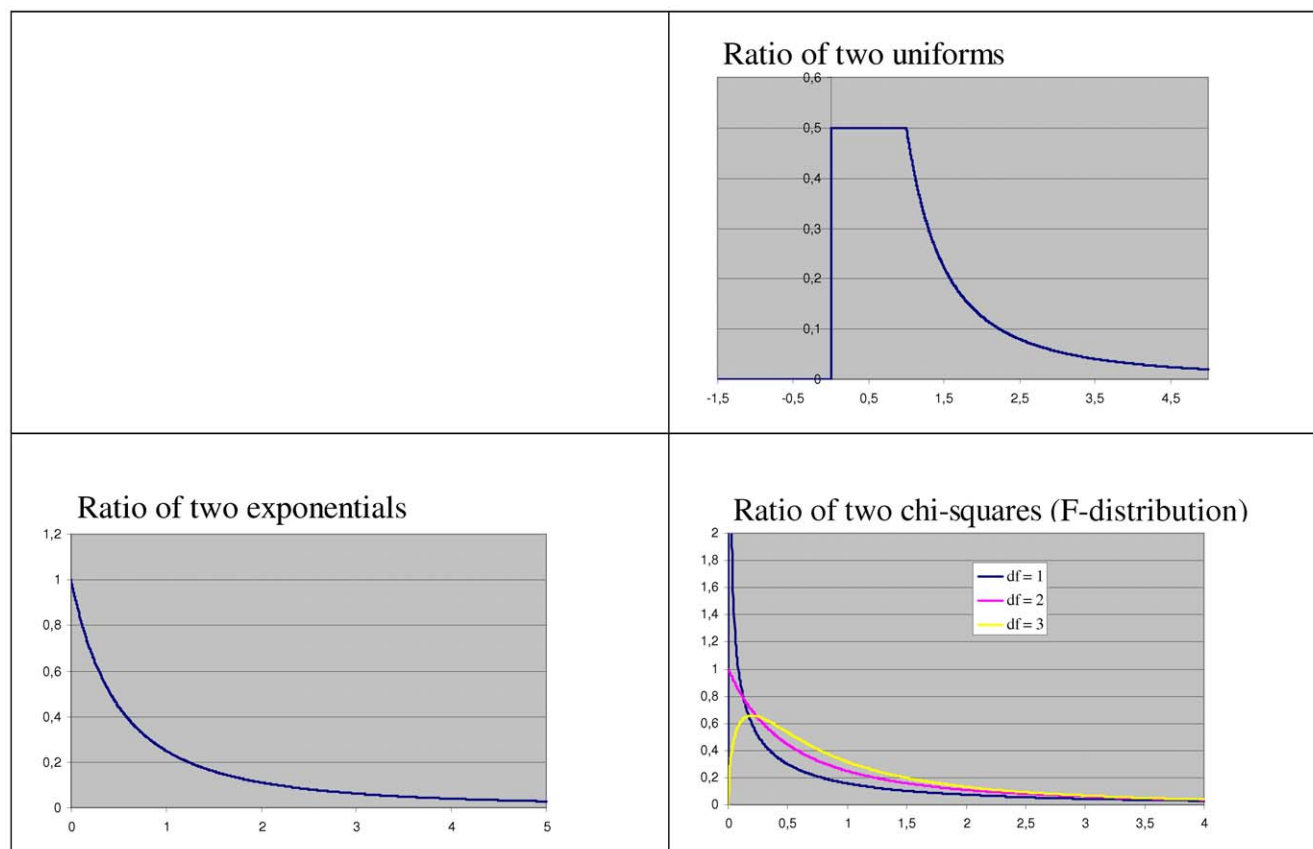 Ratio of two uniforms
0,6
0,5
0,4
0,3
0,2
0,1
0
-1,5 -0,5 0,5 1,5 2,5 3,5 4,5
Ratio of two exponentials
1,2
1
0,8
0,6
0,4
0,2
0
0 1 2 3 4 5
Ratio of two chi-squares (F-distribution)
2
1,8
1,6
1,4
1,2
1
0,8
0,6
0,4
0,2
0
df = 1
df = 2
df = 3
0 0,5 1 1,5 2 2,5 3 3,5 4